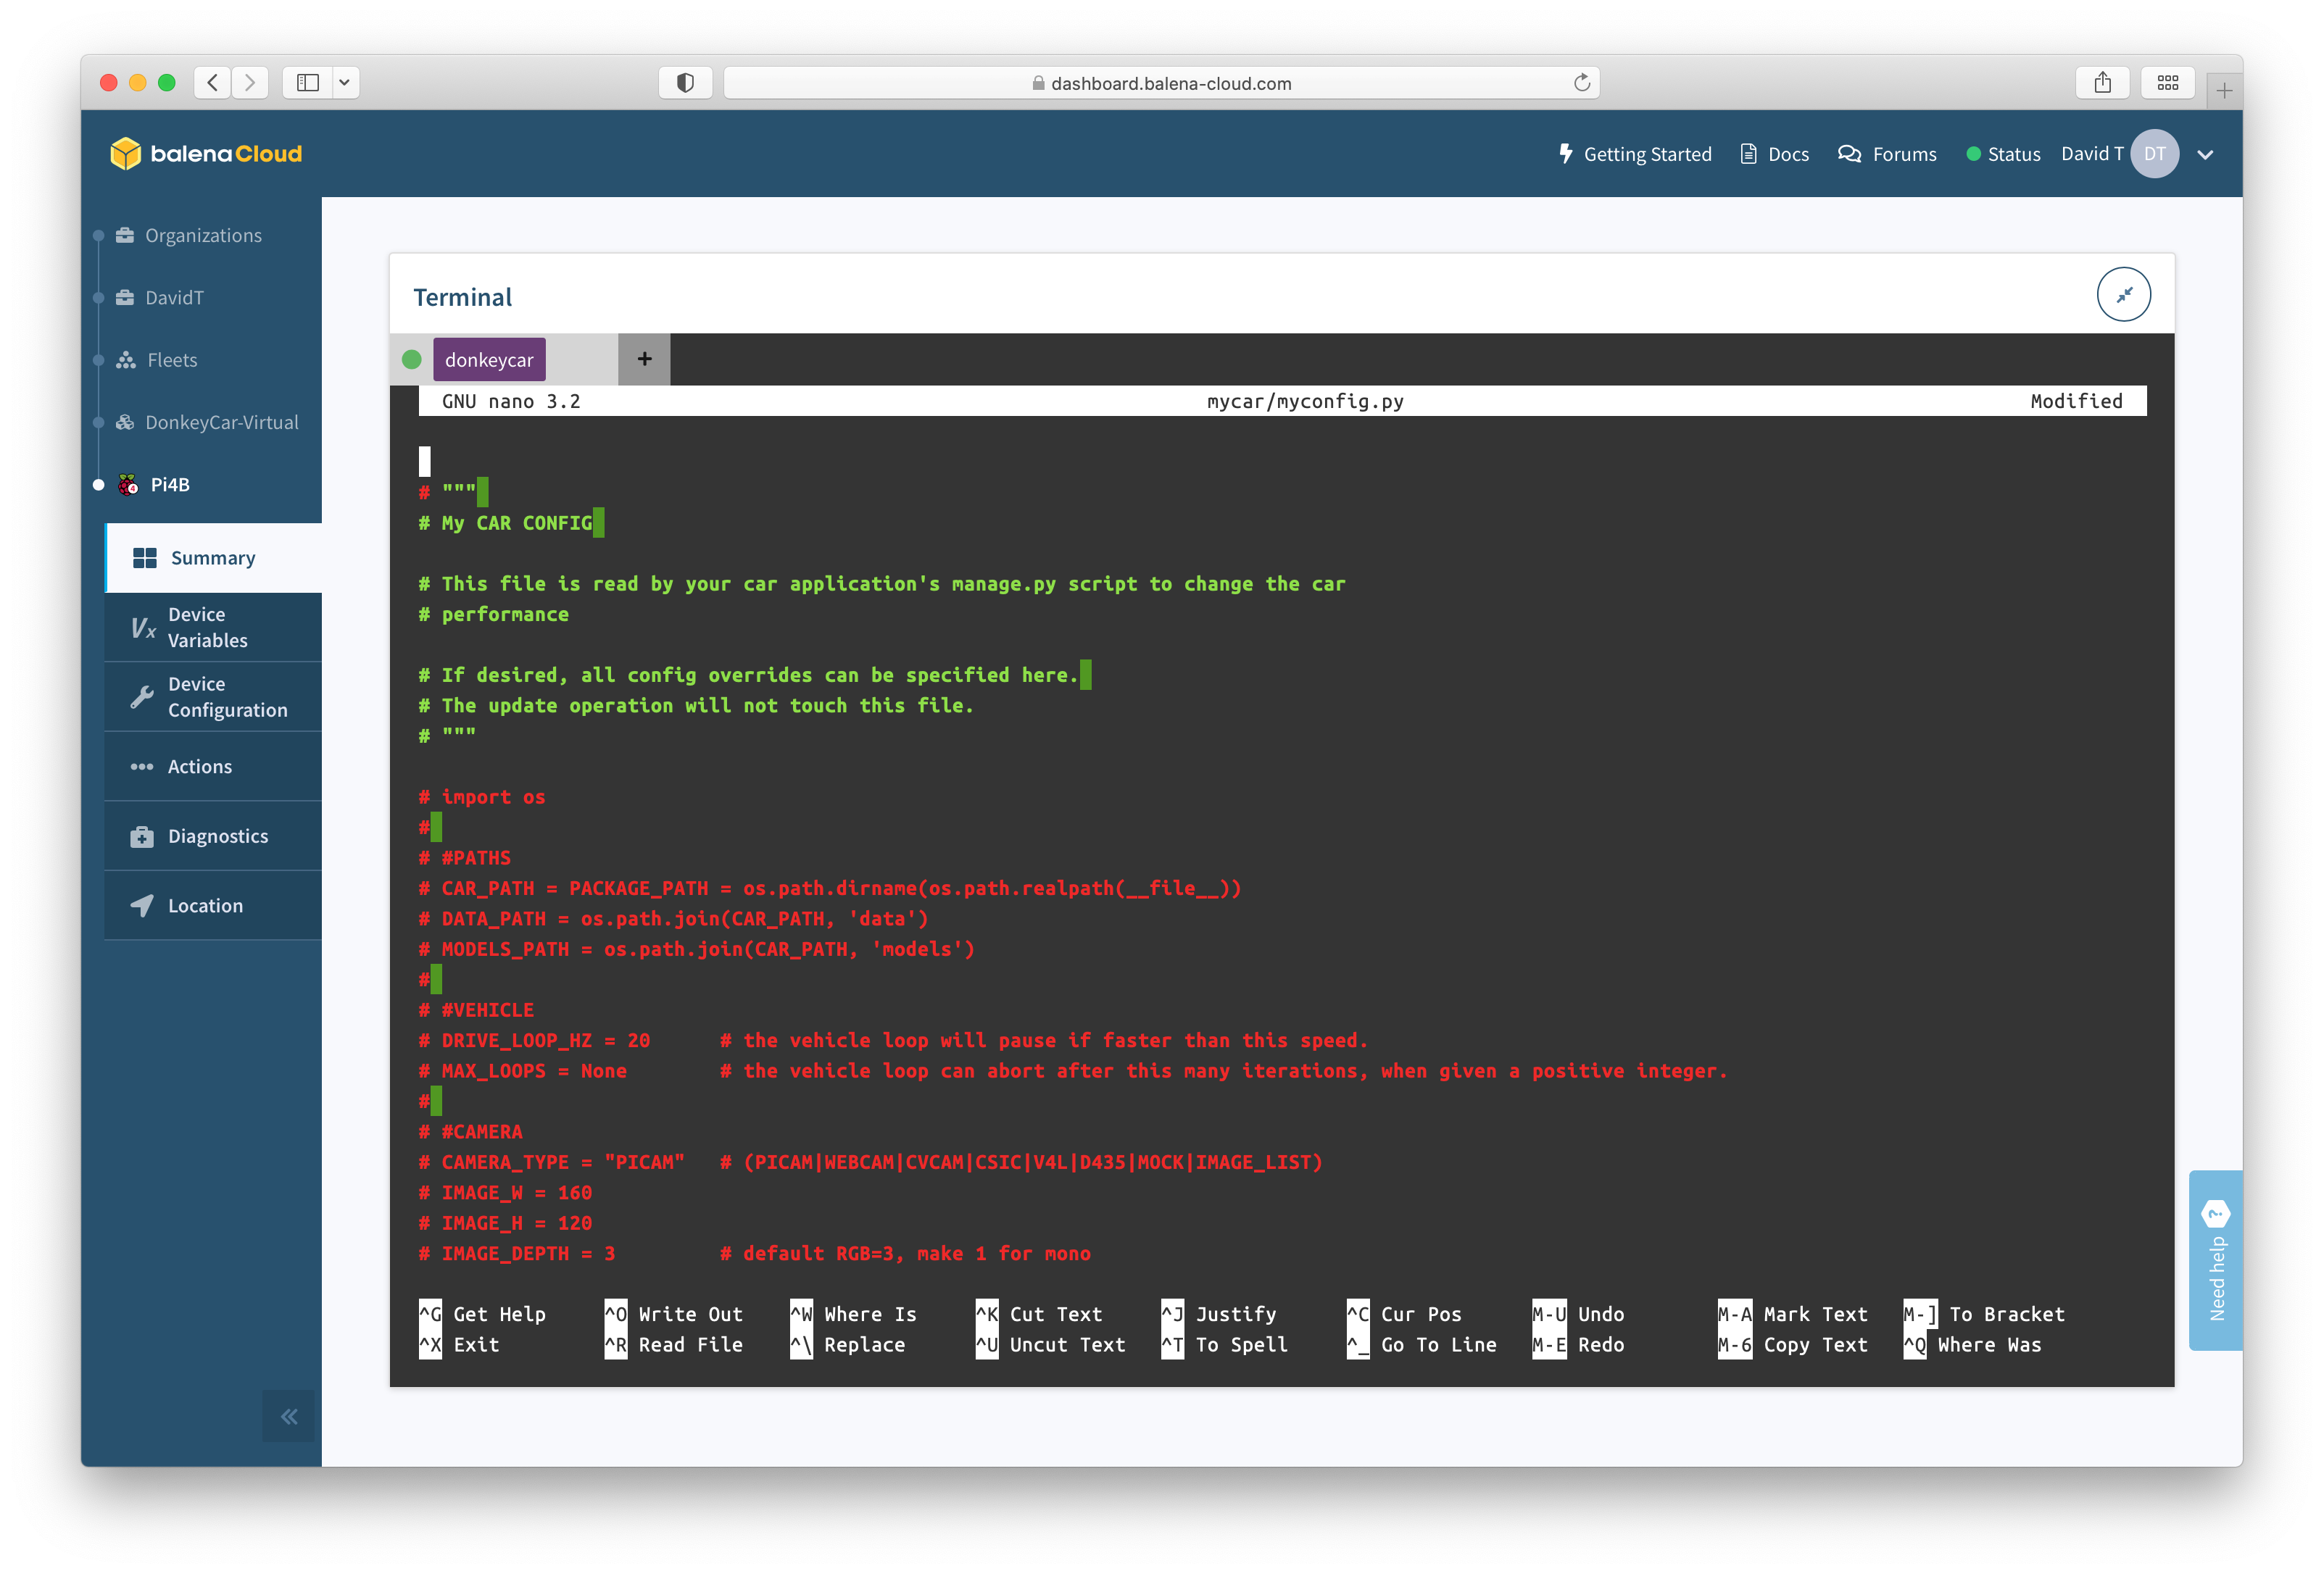 dashboard.balena-cloud.com
balenaCloud
Getting Started
Docs
Forums
Status
David T
DT
Organizations
DavidT
Fleets
DonkeyCar-Virtual
Pi4B
Summary
Vx
Device
Variables
Device
Configuration
Actions
Diagnostics
Location
Terminal
donkeycar
+
GNU nano 3.2 mycar/myconfig.py Modified
# """
# My CAR CONFIG
# This file is read by your car application's manage.py script to change the car
# performance
# If desired, all config overrides can be specified here.
# The update operation will not touch this file.
# """
# import os
#
# #PATHS
# CAR_PATH = PACKAGE_PATH = os.path.dirname(os.path.realpath(__file__))
# DATA_PATH = os.path.join(CAR_PATH, 'data')
# MODELS_PATH = os.path.join(CAR_PATH, 'models')
#
# #VEHICLE
# DRIVE_LOOP_HZ = 20 # the vehicle loop will pause if faster than this speed.
# MAX_LOOPS = None # the vehicle loop can abort after this many iterations, when given a positive integer.
#
# #CAMERA
# CAMERA_TYPE = "PICAM" # (PICAM|WEBCAM|CVCAM|CSIC|V4L|D435|MOCK|IMAGE_LIST)
# IMAGE_W = 160
# IMAGE_H = 120
# IMAGE_DEPTH = 3 # default RGB=3, make 1 for mono
^G Get Help ^O Write Out ^W Where Is ^K Cut Text ^J Justify ^C Cur Pos M-U Undo M-A Mark Text M-] To Bracket
^X Exit ^R Read File ^\ Replace ^U Uncut Text ^T To Spell ^_ Go To Line M-E Redo M-6 Copy Text ^Q Where Was
Need help
?